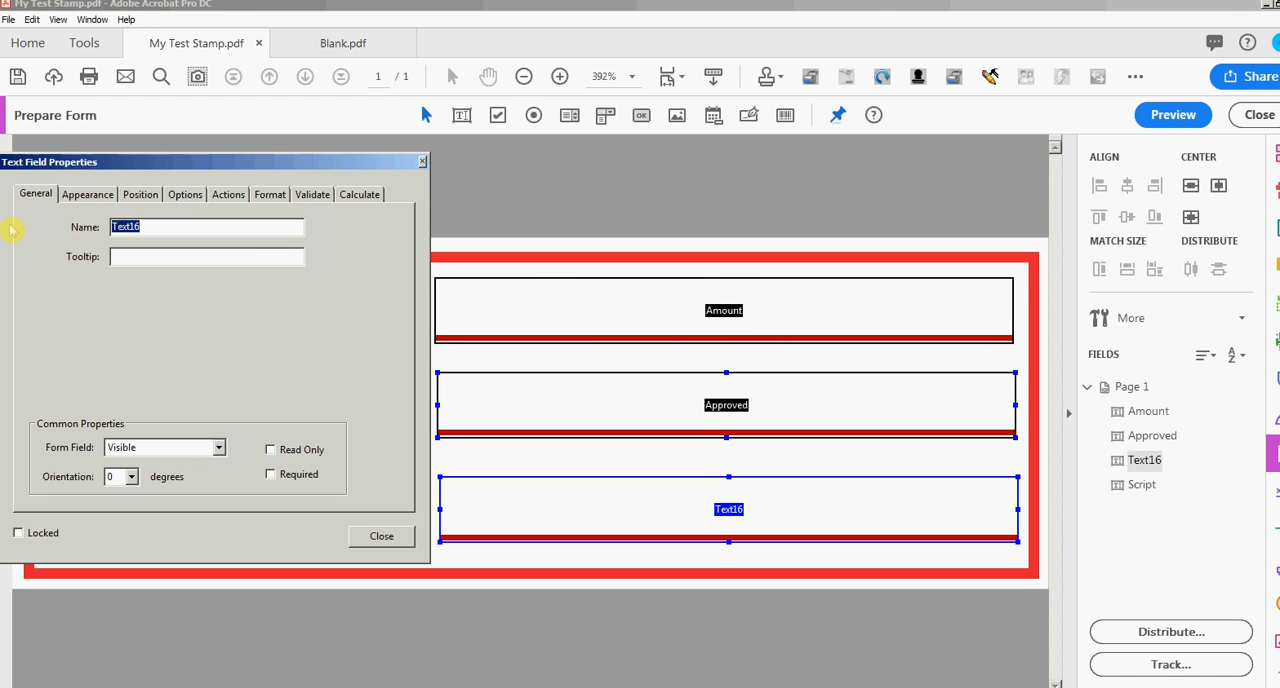 My Test Stamp.pdf - Adobe Acrobat Pro DC
File Edit View Window Help
Home Tools My Test Stamp.pdf × Blank.pdf
1 / 1 392% Share
Prepare Form Preview Close
Text Field Properties
General Appearance Position Options Actions Format Validate Calculate
Name: Text16
Tooltip:
Common Properties
Form Field: Visible Read Only
Orientation: 0 degrees Required
Locked Close
Amount
Approved
Text16
ALIGN CENTER
MATCH SIZE DISTRIBUTE
More
FIELDS
Page 1
Amount
Approved
Text16
Script
Distribute...
Track...